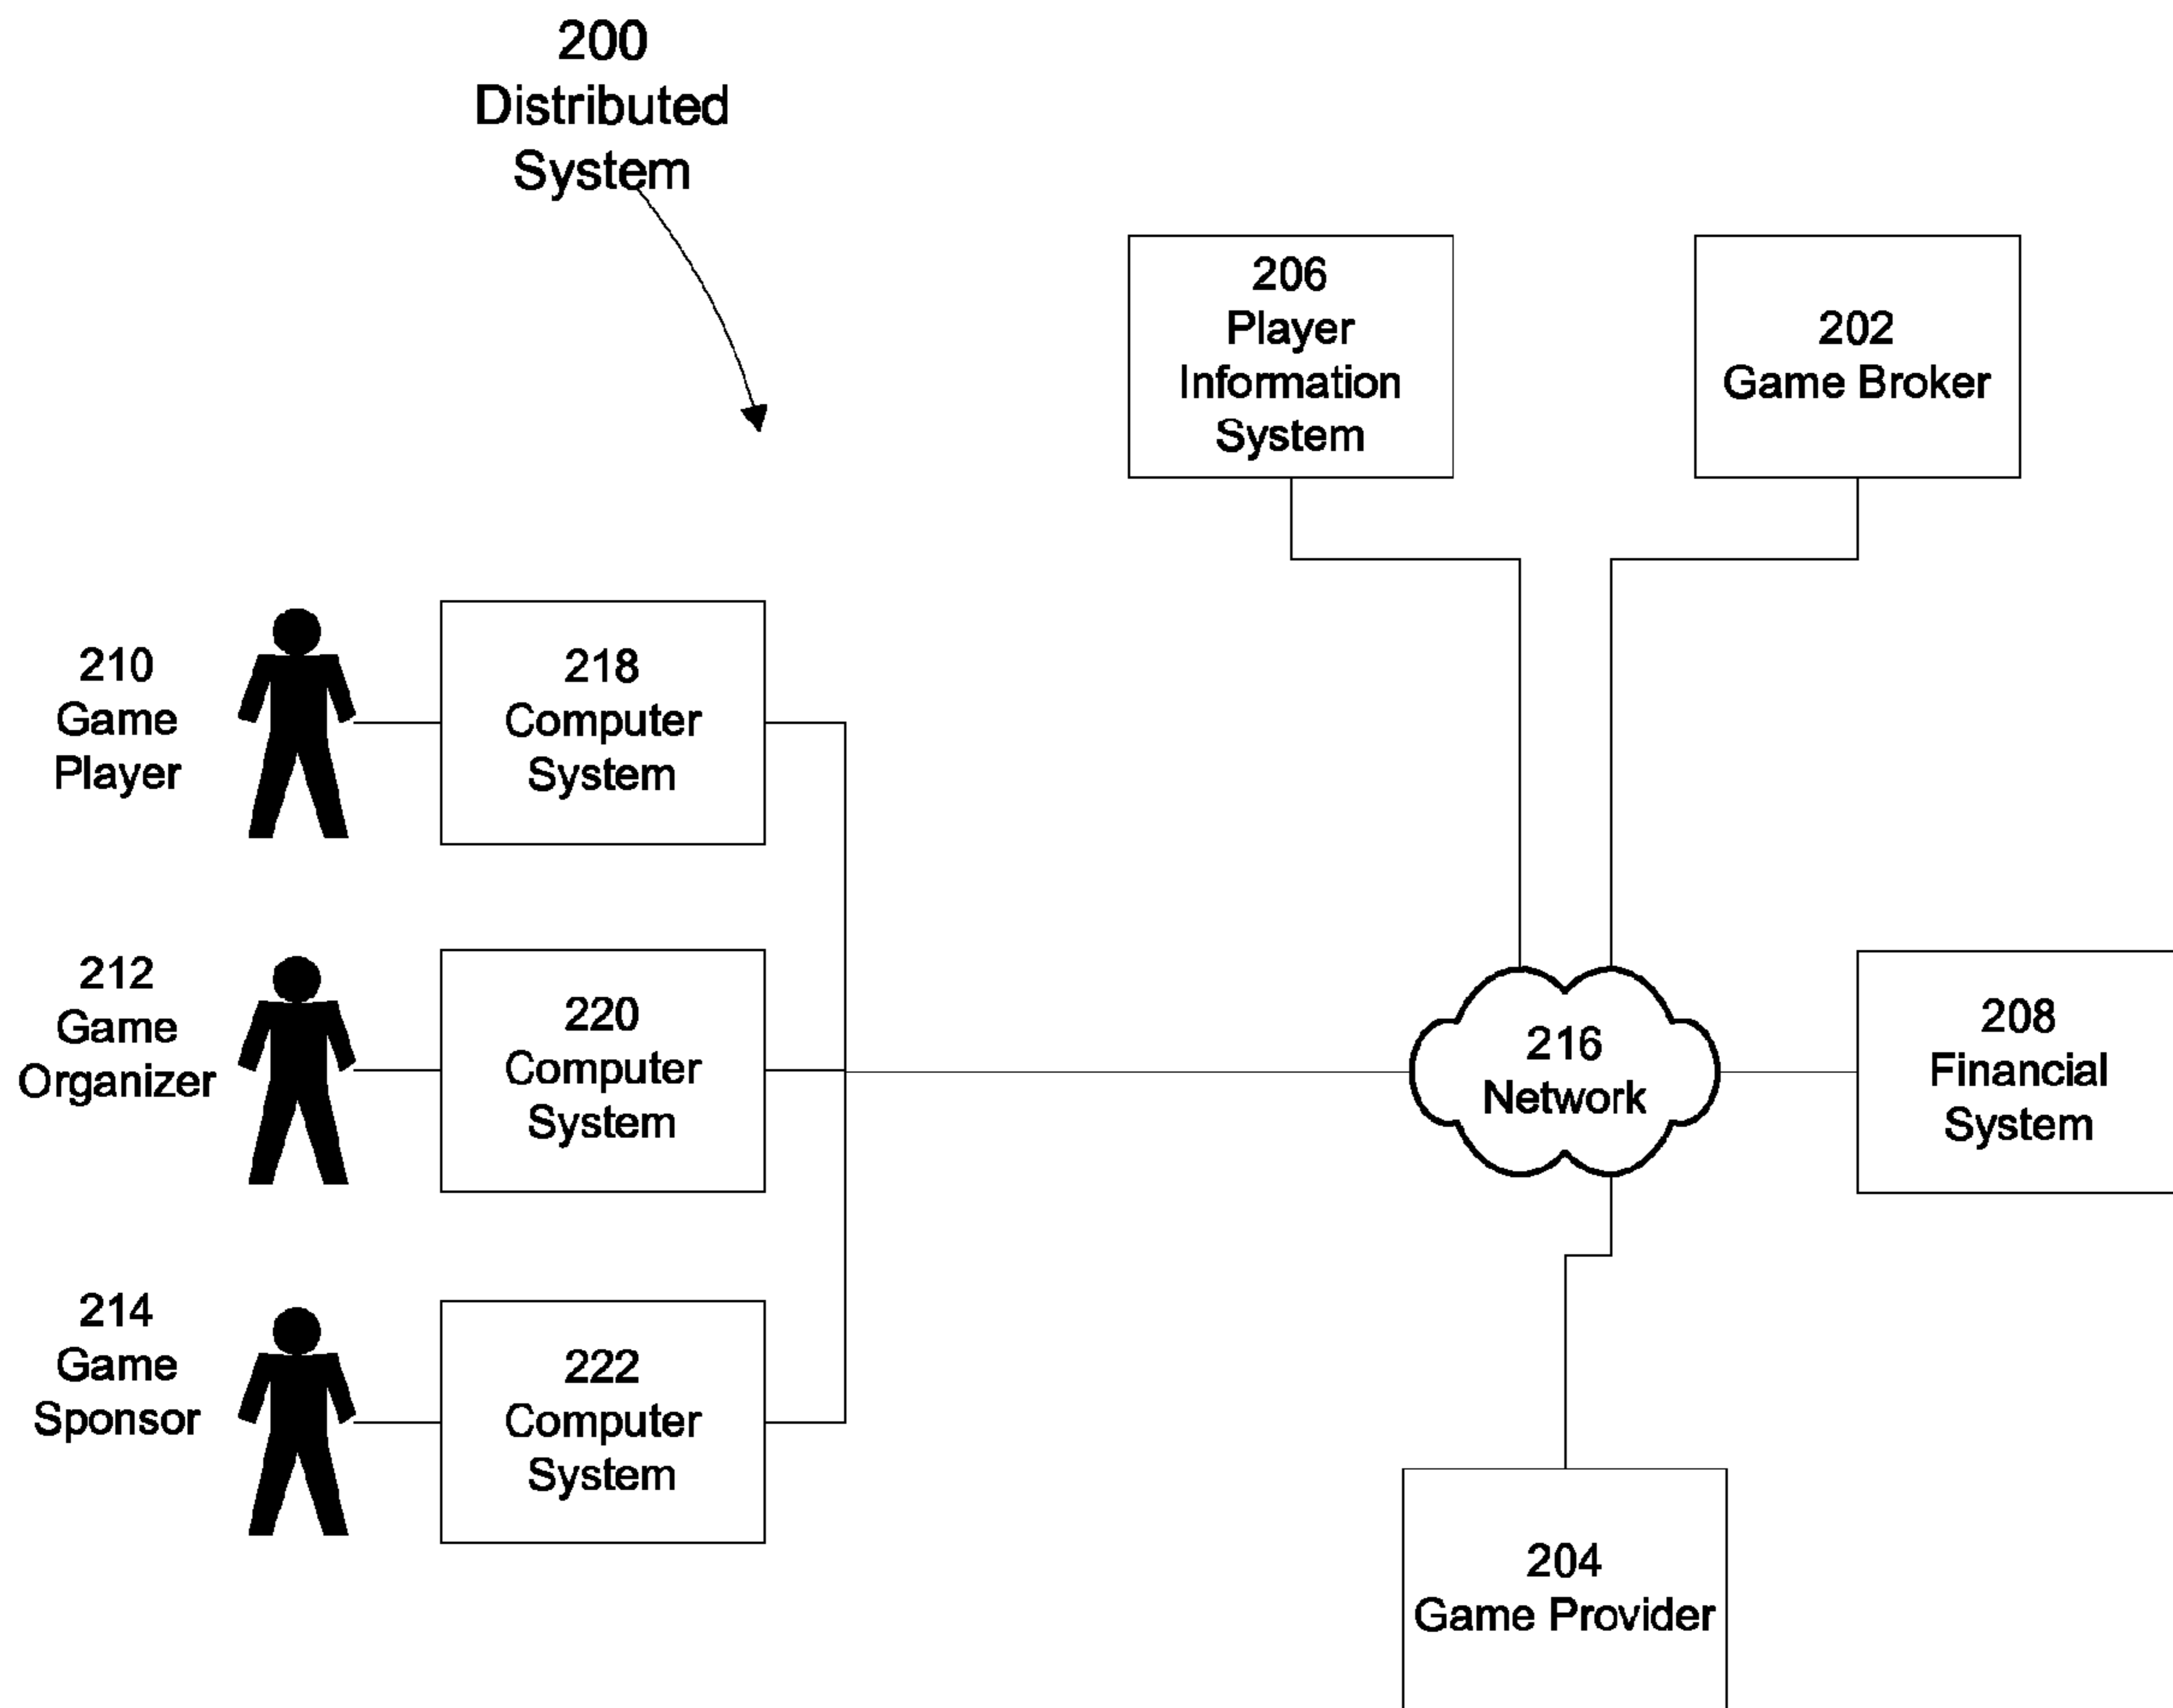 200
Distributed
System
206
Player
Information
System
202
Game Broker
210
Game
Player
218
Computer
System
212
Game
Organizer
220
Computer
System
216
Network
208
Financial
System
214
Game
Sponsor
222
Computer
System
204
Game Provider